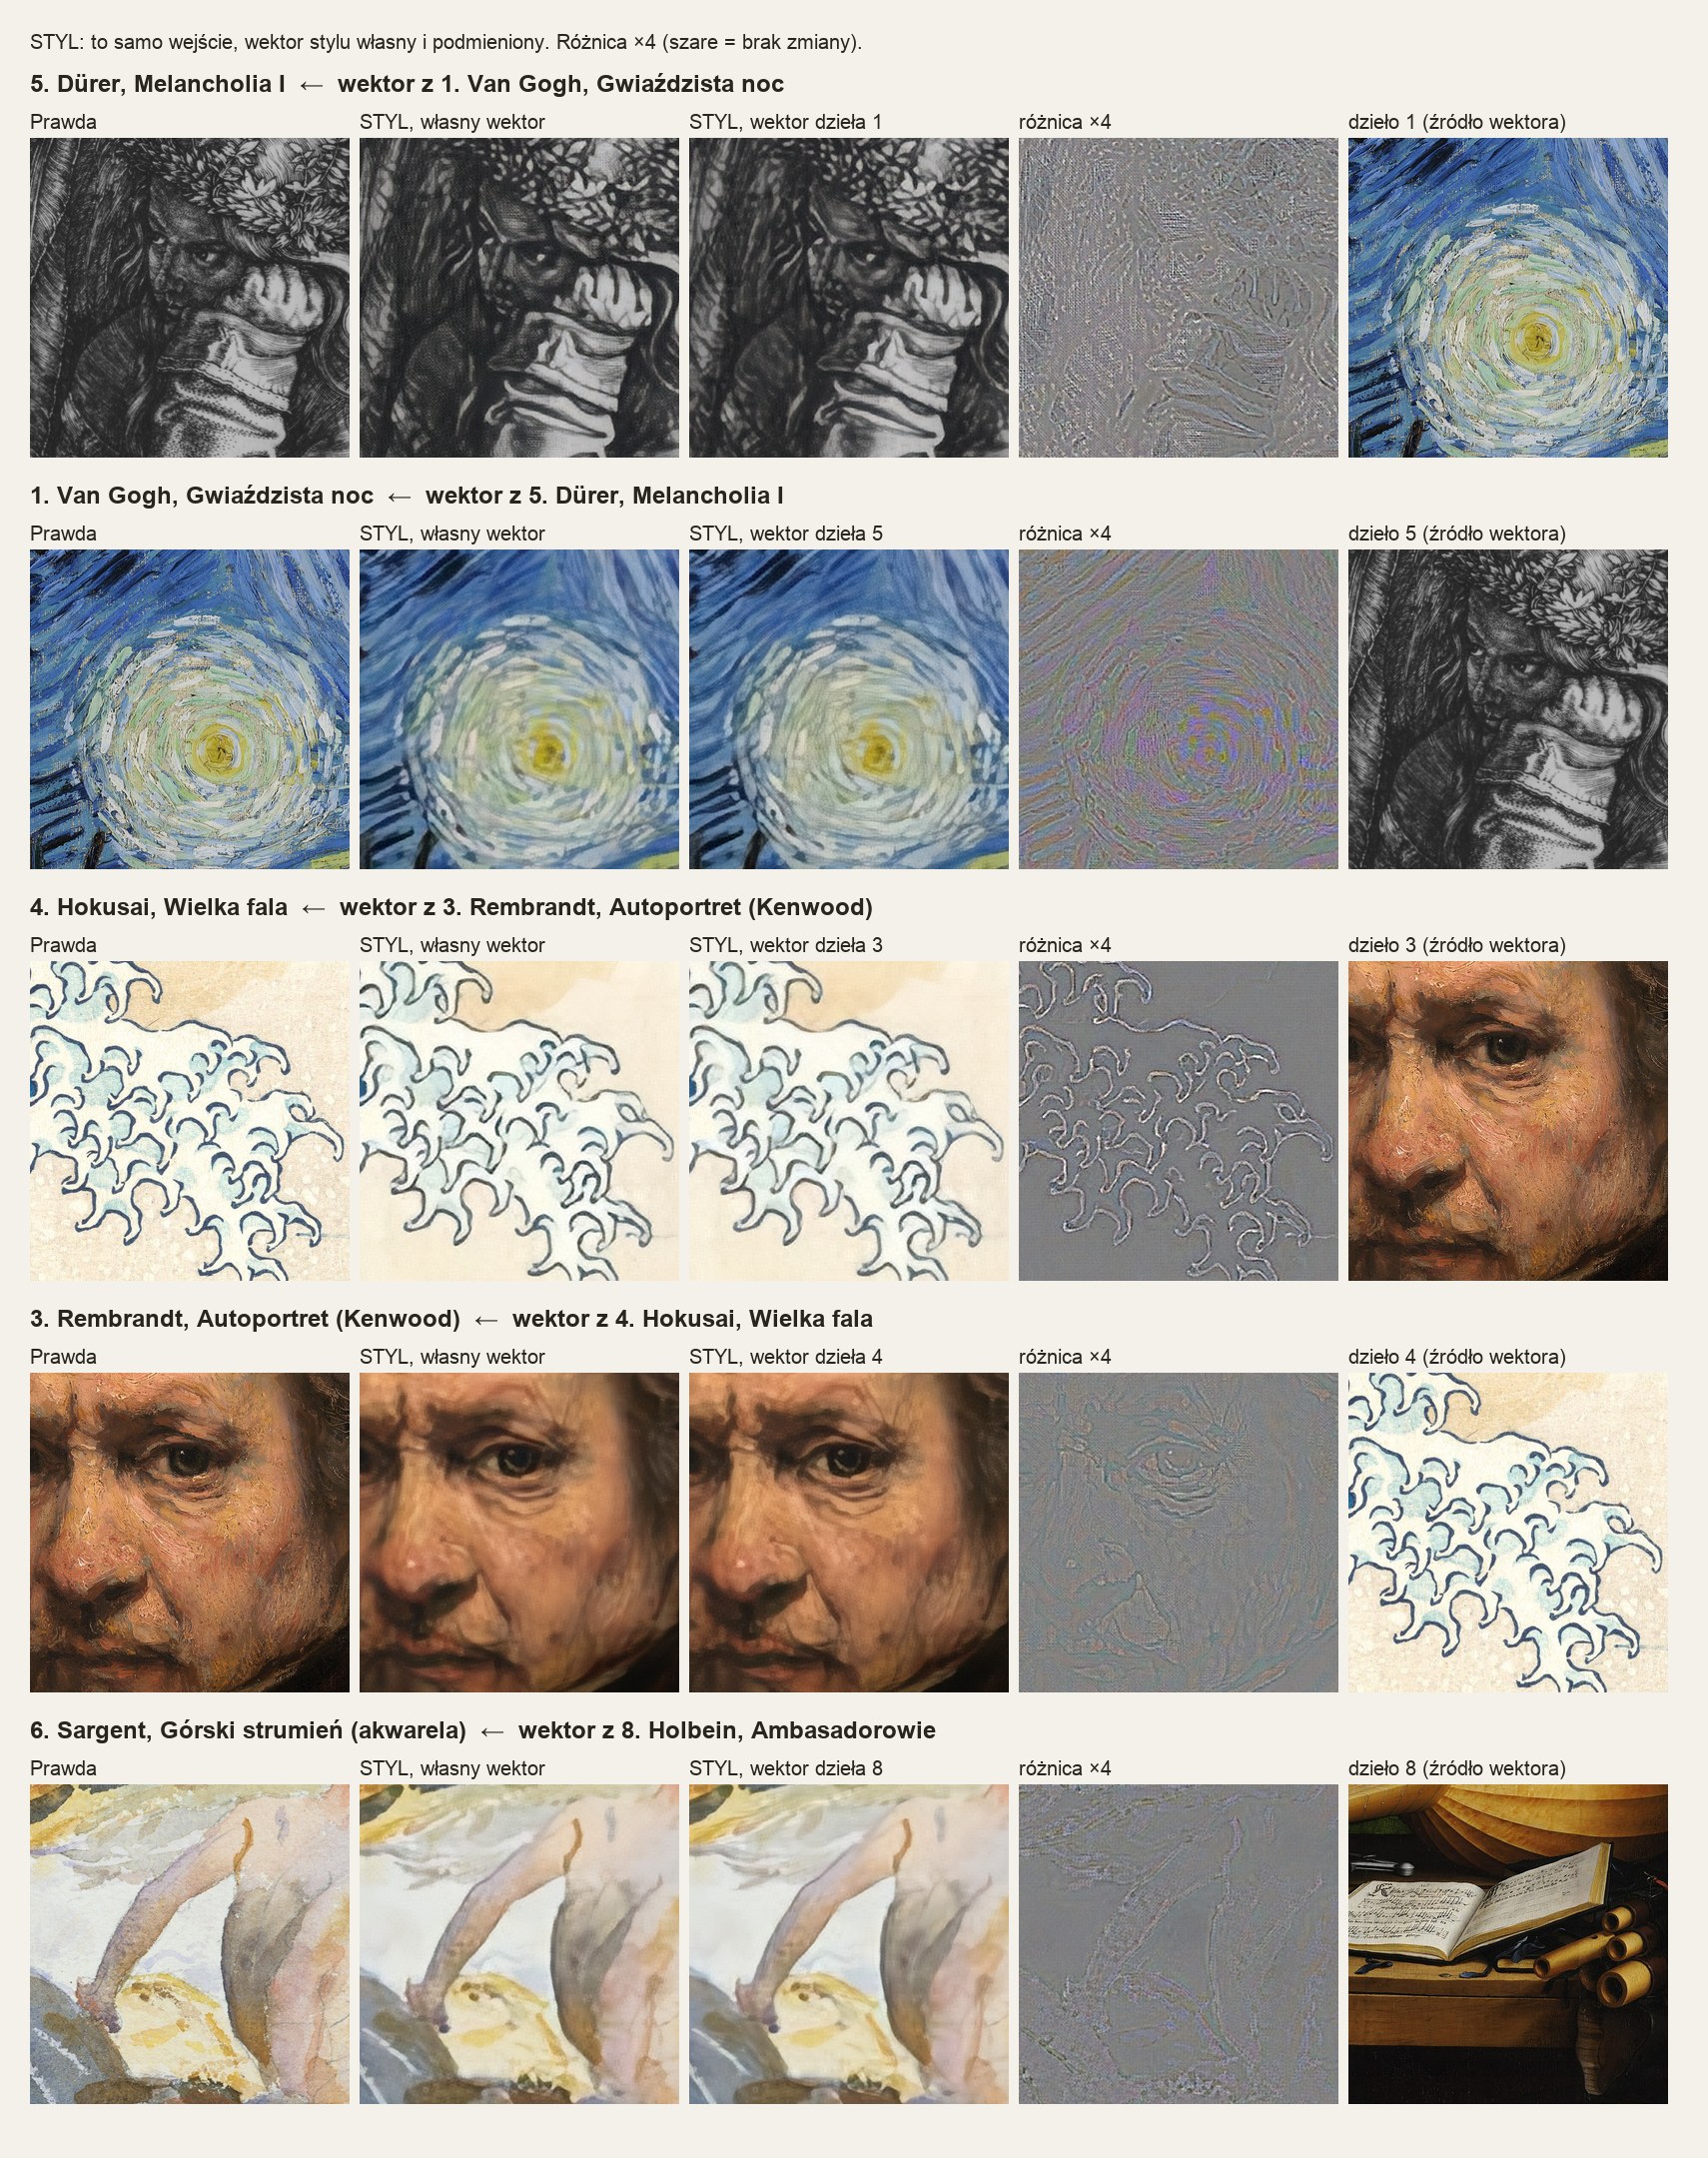 STYL: to samo wejście, wektor stylu własny i podmieniony. Różnica ×4 (szare = brak zmiany).
5. Dürer, Melancholia I ← wektor z 1. Van Gogh, Gwiaździsta noc
Prawda STYL, własny wektor STYL, wektor dzieła 1 różnica ×4 dzieło 1 (źródło wektora)
1. Van Gogh, Gwiaździsta noc ← wektor z 5. Dürer, Melancholia I
Prawda STYL, własny wektor STYL, wektor dzieła 5 różnica ×4 dzieło 5 (źródło wektora)
4. Hokusai, Wielka fala ← wektor z 3. Rembrandt, Autoportret (Kenwood)
Prawda STYL, własny wektor STYL, wektor dzieła 3 różnica ×4 dzieło 3 (źródło wektora)
3. Rembrandt, Autoportret (Kenwood) ← wektor z 4. Hokusai, Wielka fala
Prawda STYL, własny wektor STYL, wektor dzieła 4 różnica ×4 dzieło 4 (źródło wektora)
6. Sargent, Górski strumień (akwarela) ← wektor z 8. Holbein, Ambasadorowie
Prawda STYL, własny wektor STYL, wektor dzieła 8 różnica ×4 dzieło 8 (źródło wektora)